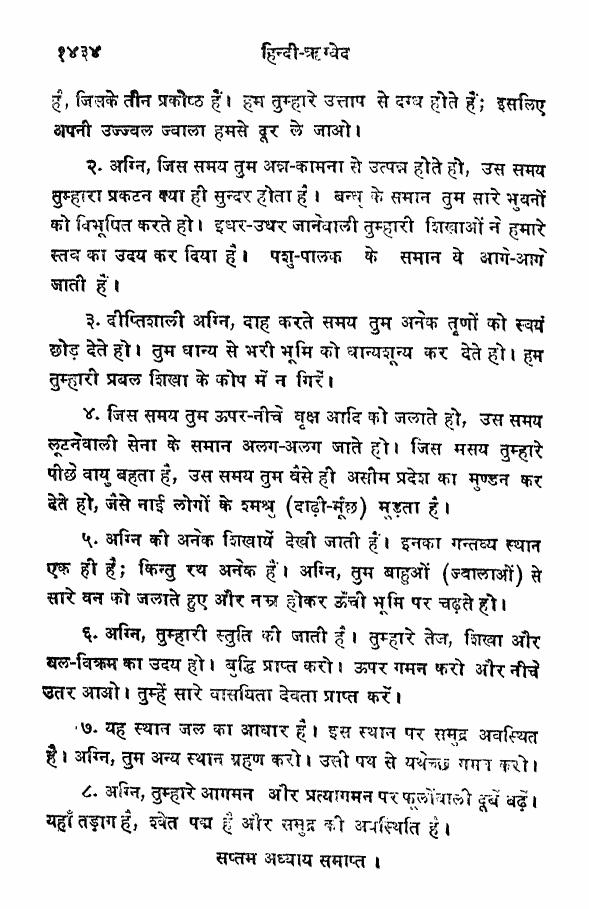 १४३४ हिन्दी-ऋग्वेद
है, जिसके तीन प्रकोष्ठ हैं। हम तुम्हारे उत्ताप से दग्ध होते हैं; इसलिए
अपनी उज्ज्वल ज्वाला हमसे दूर ले जाओ।
२. अग्नि, जिस समय तुम अन्न-कामना से उत्पन्न होते हो, उस समय
तुम्हारा प्रकटन क्या ही सुन्दर होता है। बन्धु के समान तुम सारे भुवनों
को विभूषित करते हो। इधर-उधर जानेवाली तुम्हारी शिखाओं ने हमारे
स्तव का उदय कर दिया है। पशु-पालक के समान वे आगे-आगे
जाती हैं।
३. दीप्तिशाली अग्नि, दाह करते समय तुम अनेक तृणों को स्वयं
छोड़ देते हो। तुम धान्य से भरी भूमि को धान्यशून्य कर देते हो। हम
तुम्हारी प्रबल शिखा के कोप में न गिरें।
४. जिस समय तुम ऊपर-नीचे वृक्ष आदि को जलाते हो, उस समय
लूटनेवाली सेना के समान अलग-अलग जाते हो। जिस मसय तुम्हारे
पीछे वायु बहता है, उस समय तुम वैसे ही असीम प्रदेश का मुण्डन कर
देते हो, जैसे नाई लोगों के श्मश्रु (दाढ़ी-मूंछ) मूड़ता है।
५. अग्नि की अनेक शिखायें देखी जाती हैं। इनका गन्तव्य स्थान
एक ही है; किन्तु रथ अनेक हैं। अग्नि, तुम बाहुओं (ज्वालाओं) से
सारे वन को जलाते हुए और नम्र होकर ऊँची भूमि पर चढ़ते हो।
६. अग्नि, तुम्हारी स्तुति की जाती है। तुम्हारे तेज, शिखा और
बल-विक्रम का उदय हो। बुद्धि प्राप्त करो। ऊपर गमन करो और नीचे
उतर आओ। तुम्हें सारे वासयिता देवता प्राप्त करें।
७. यह स्थान जल का आधार है। इस स्थान पर समुद्र अवस्थित
है। अग्नि, तुम अन्य स्थान ग्रहण करो। उसी पथ से यथेच्छ गमन करो।
८. अग्नि, तुम्हारे आगमन और प्रत्यागमन पर फूलोंवाली दूबें बढ़ें।
यहाँ तड़ाग है, श्वेत पद्म है और समुद्र की अवस्थिति है।
सप्तम अध्याय समाप्त।